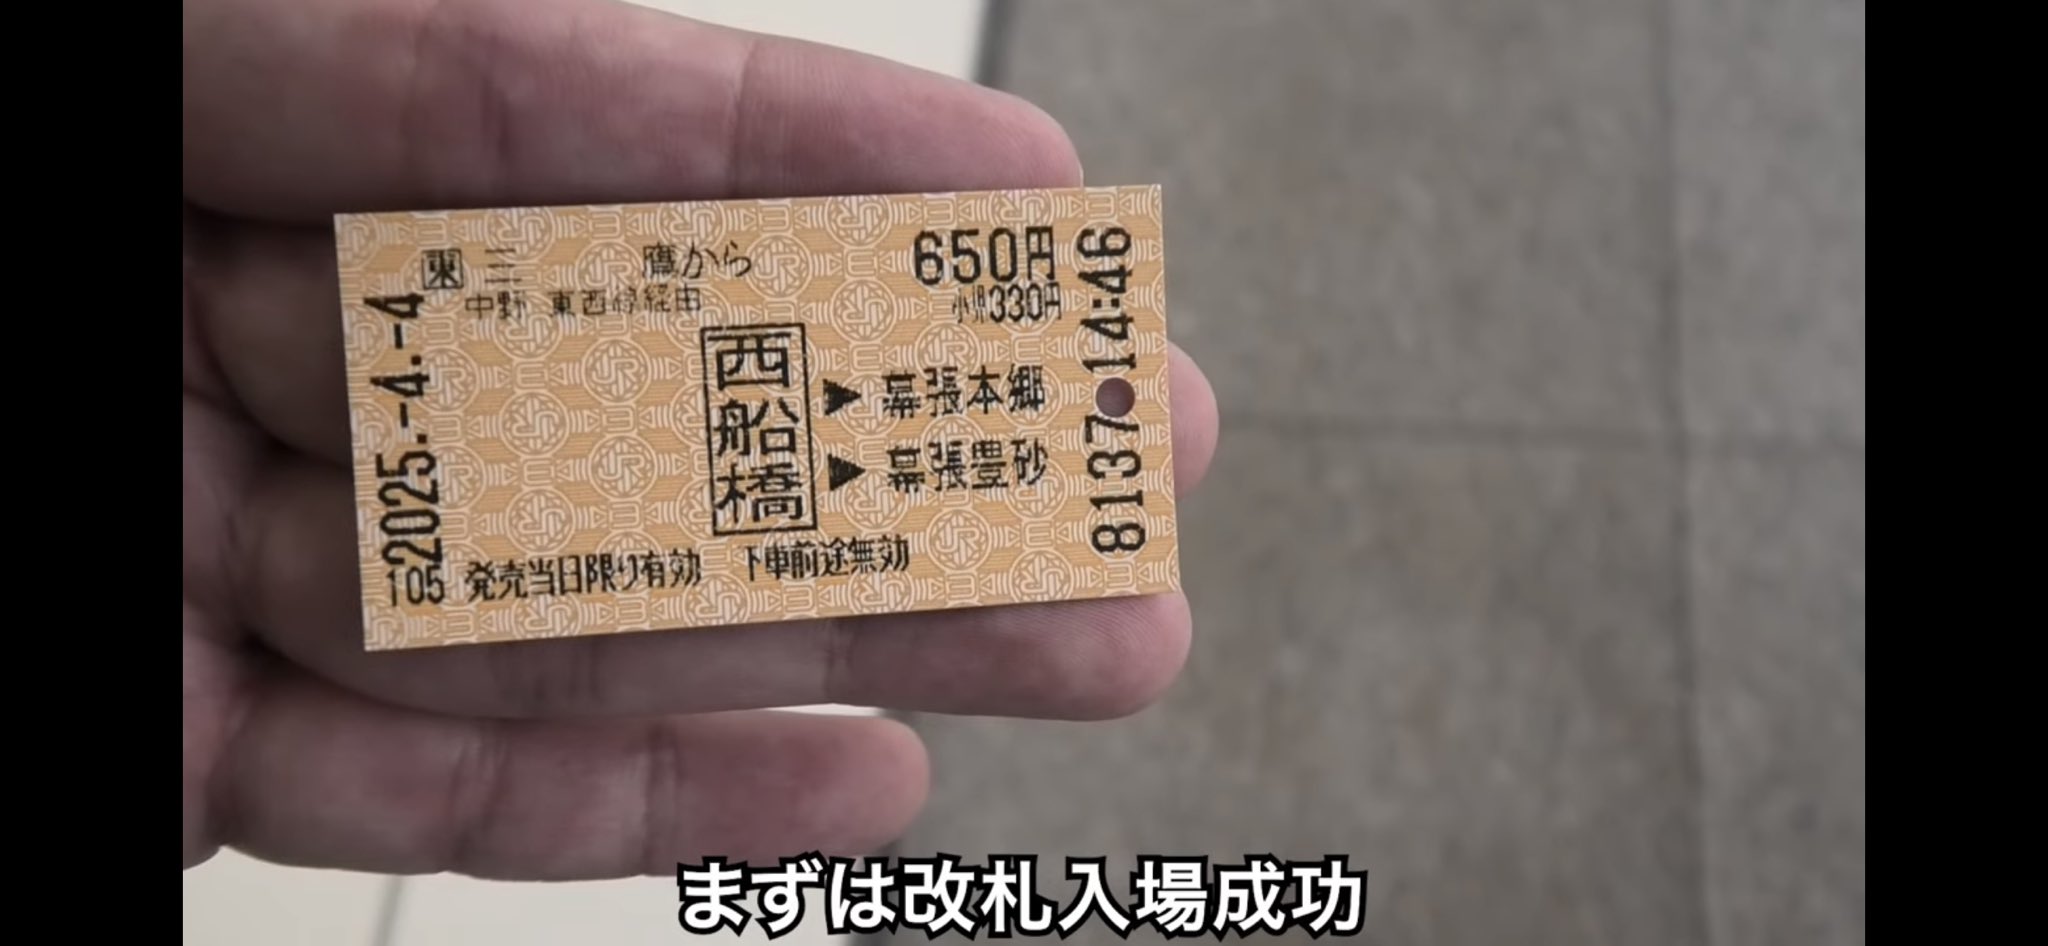 東 三 鷹から
中野 東西線経由
650円
小児330円
西船橋
▶ 幕張本郷
▶ 幕張豊砂
2025.-4.-4
105 発売当日限り有効 下車前途無効
8137 14:46
まずは改札入場成功